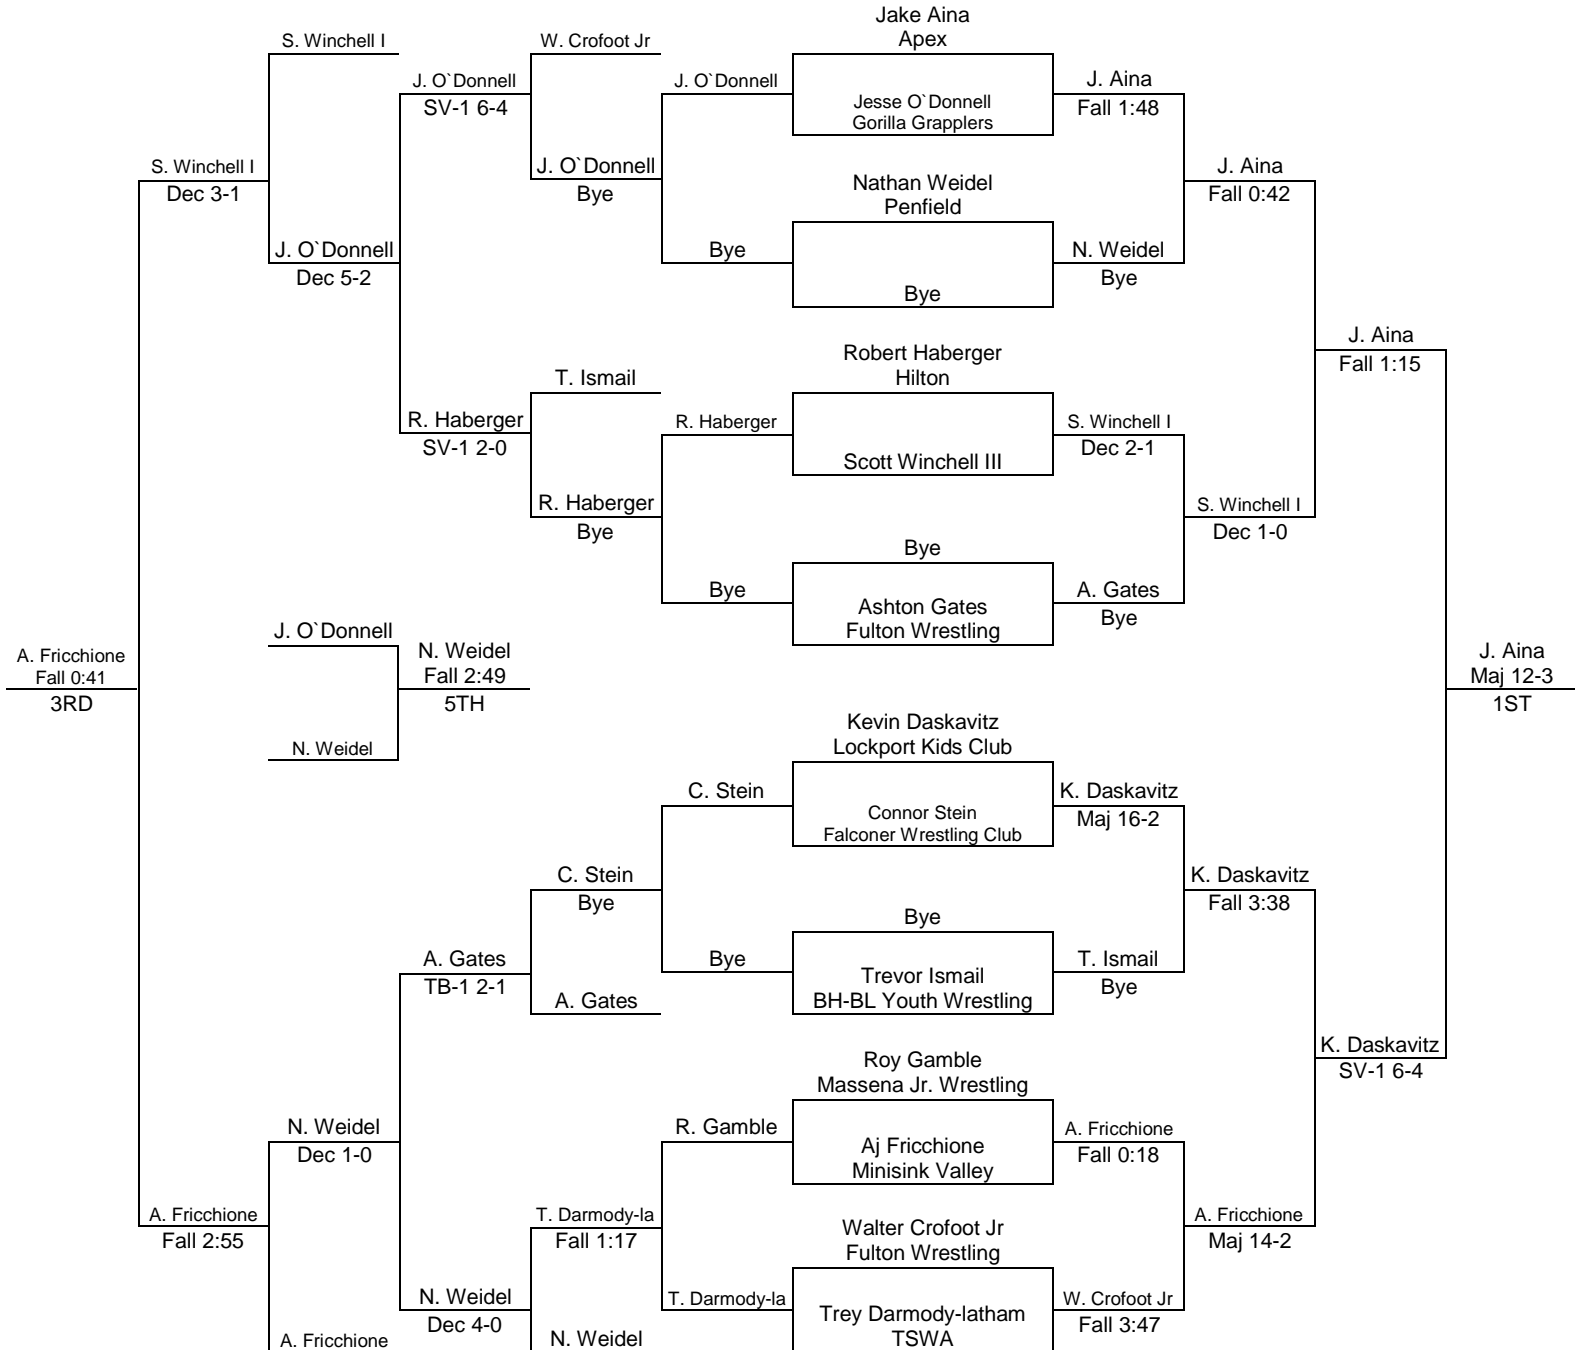 Jake Aina
Apex
S. Winchell I
W. Crofoot Jr
J. O`Donnell
SV-1 6-4
J. O`Donnell
Jesse O`Donnell
Gorilla Grapplers
J. Aina
Fall 1:48
S. Winchell I
Dec 3-1
J. O`Donnell
Bye
Nathan Weidel
Penfield
J. Aina
Fall 0:42
J. O`Donnell
Dec 5-2
Bye
Bye
N. Weidel
Bye
J. Aina
Fall 1:15
T. Ismail
Robert Haberger
Hilton
R. Haberger
SV-1 2-0
R. Haberger
Scott Winchell III
S. Winchell I
Dec 2-1
R. Haberger
Bye
S. Winchell I
Dec 1-0
Bye
Bye
Ashton Gates
Fulton Wrestling
A. Gates
Bye
J. O`Donnell
A. Fricchione
Fall 0:41
3RD
N. Weidel
Fall 2:49
5TH
J. Aina
Maj 12-3
1ST
N. Weidel
Kevin Daskavitz
Lockport Kids Club
C. Stein
Connor Stein
Falconer Wrestling Club
K. Daskavitz
Maj 16-2
C. Stein
Bye
K. Daskavitz
Fall 3:38
Bye
A. Gates
TB-1 2-1
Bye
Trevor Ismail
BH-BL Youth Wrestling
T. Ismail
Bye
A. Gates
K. Daskavitz
SV-1 6-4
Roy Gamble
Massena Jr. Wrestling
N. Weidel
Dec 1-0
R. Gamble
Aj Fricchione
Minisink Valley
A. Fricchione
Fall 0:18
A. Fricchione
Fall 2:55
T. Darmody-la
Fall 1:17
Walter Crofoot Jr
Fulton Wrestling
A. Fricchione
Maj 14-2
N. Weidel
Dec 4-0
T. Darmody-la
Trey Darmody-latham
TSWA
W. Crofoot Jr
Fall 3:47
A. Fricchione
N. Weidel